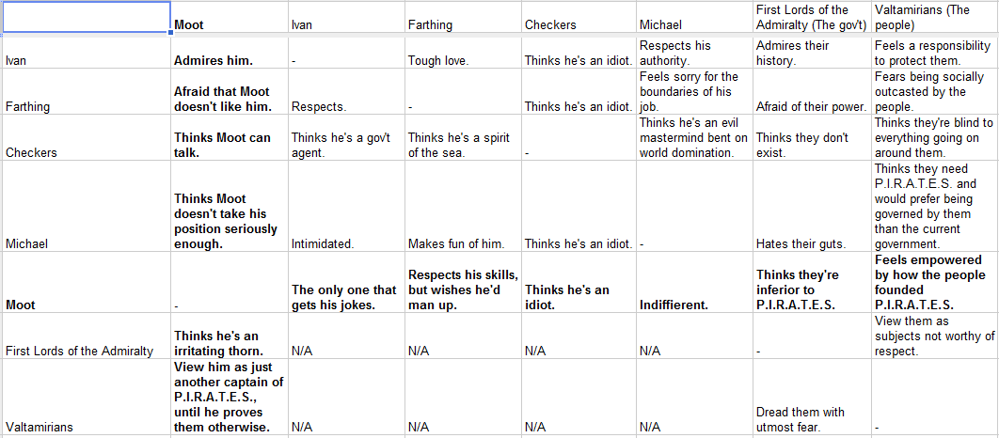 Moot
Ivan
Farthing
Checkers
Michael
First Lords of the
Admiralty (The gov't)
Valtamirians (The
people)
Ivan
Admires him.
-
Tough love.
Thinks he's an idiot.
Respects his
authority.
Admires their
history.
Feels a responsibility
to protect them.
Farthing
Afraid that Moot
doesn't like him.
Respects.
-
Thinks he's an idiot.
Feels sorry for the
boundaries of his
job.
Afraid of their power.
Fears being socially
outcasted by the
people.
Checkers
Thinks Moot can
talk.
Thinks he's a gov't
agent.
Thinks he's a spirit
of the sea.
-
Thinks he's an evil
mastermind bent on
world domination.
Thinks they don't
exist.
Thinks they're blind to
everything going on
around them.
Michael
Thinks Moot
doesn't take his
position seriously
enough.
Intimidated.
Makes fun of him.
Thinks he's an idiot.
-
Hates their guts.
Thinks they need
P.I.R.A.T.E.S. and
would prefer being
governed by them
than the current
government.
Moot
-
The only one that
gets his jokes.
Respects his skills,
but wishes he'd
man up.
Thinks he's an
idiot.
Indiffierent.
Thinks they're
inferior to
P.I.R.A.T.E.S.
Feels empowered
by how the people
founded
P.I.R.A.T.E.S.
First Lords of the Admiralty
Thinks he's an
irritating thorn.
N/A
N/A
N/A
N/A
-
View them as
subjects not worthy of
respect.
Valtamirians
View him as just
another captain of
P.I.R.A.T.E.S.,
until he proves
them otherwise.
N/A
N/A
N/A
N/A
Dread them with
utmost fear.
-